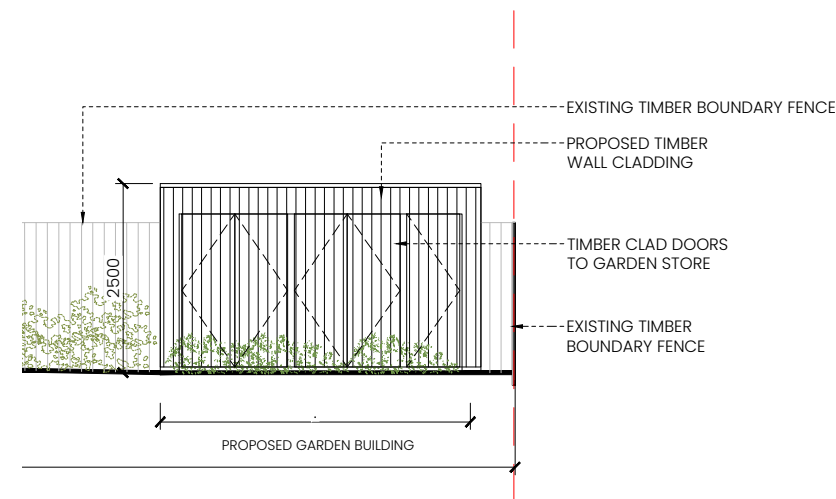 EXISTING TIMBER BOUNDARY FENCE
PROPOSED TIMBER
WALL CLADDING
TIMBER CLAD DOORS
TO GARDEN STORE
2500
EXISTING TIMBER
BOUNDARY FENCE
PROPOSED GARDEN BUILDING